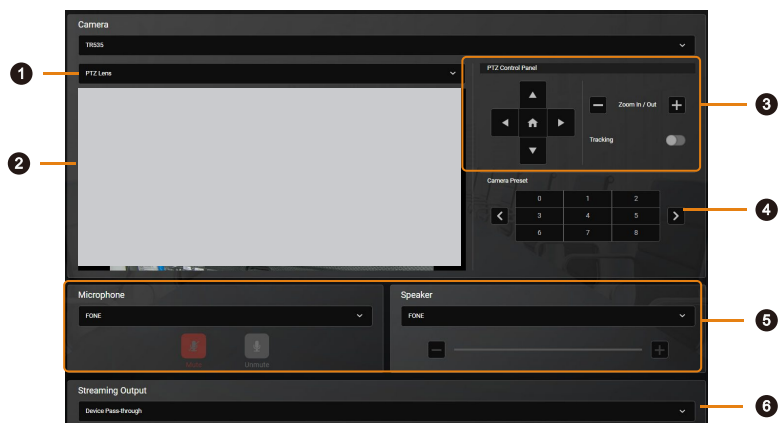 Camera
TR535
1
PTZ Lens
PTZ Control Panel
Zoom In / Out
3
Tracking
2
Camera Preset
0 1 2
3 4 5
6 7 8
4
Microphone
FONE
Mute
Unmute
Speaker
FONE
5
Streaming Output
Device Pass-through
6